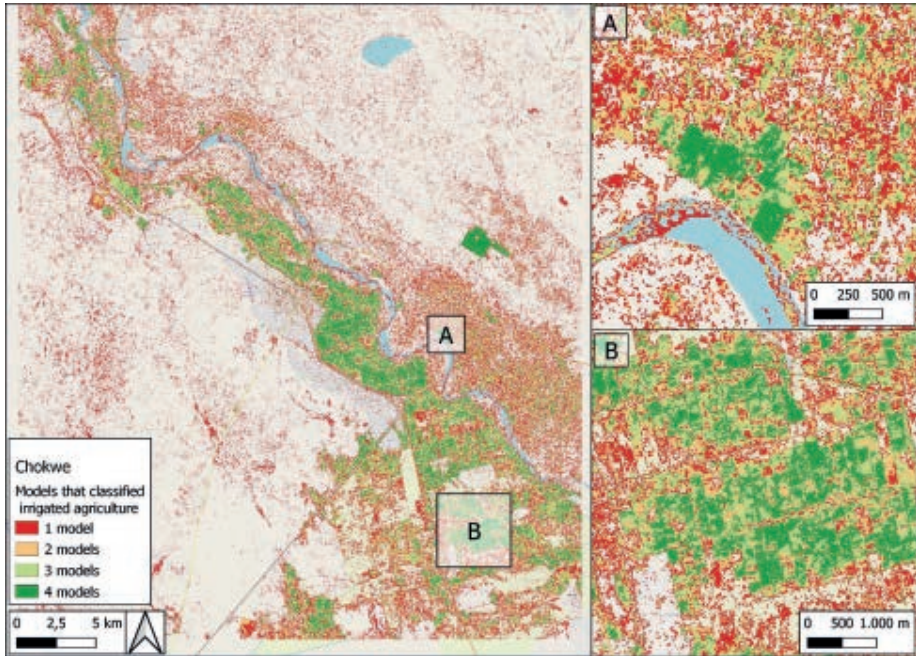 A
B
Chokwe
Models that classified
irrigated agriculture
1 model
2 models
3 models
4 models
0 2,5 5 km
A
0 250 500 m
B
0 500 1.000 m